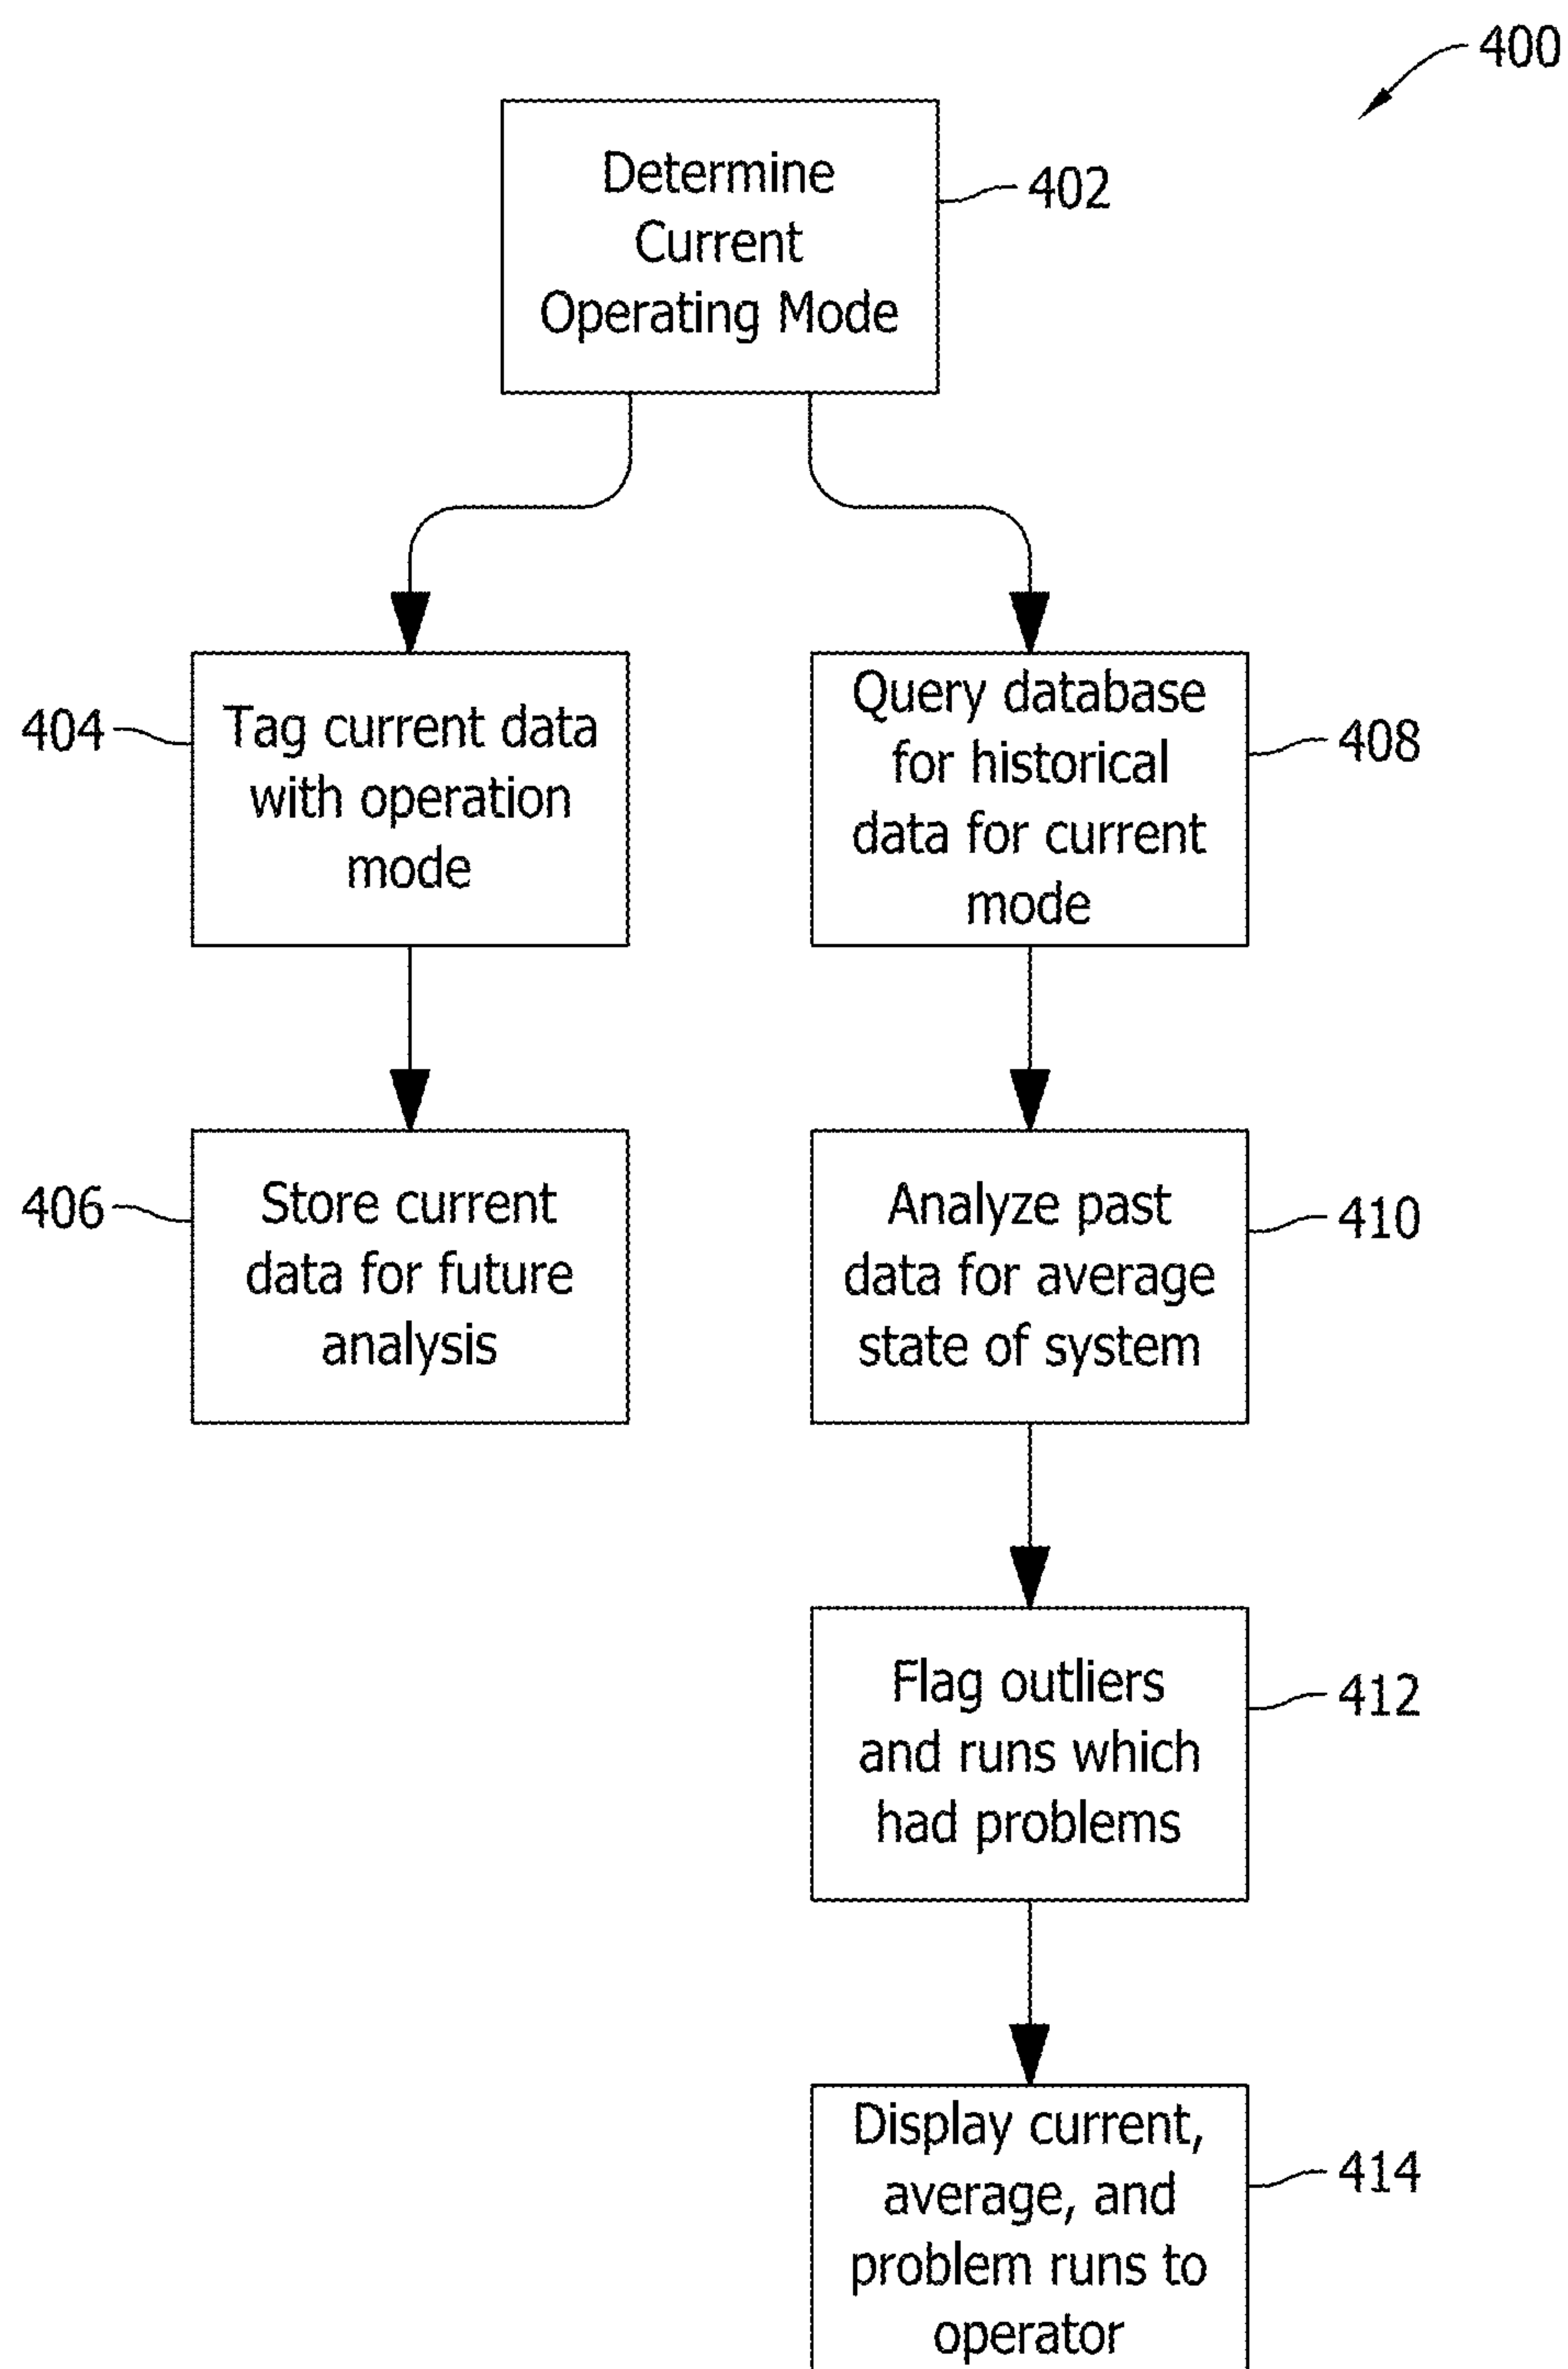 400
Determine
Current
Operating Mode
402
404
Tag current data
with operation
mode
Query database
for historical
data for current
mode
408
406
Store current
data for future
analysis
Analyze past
data for average
state of system
410
Flag outliers
and runs which
had problems
412
Display current,
average, and
problem runs to
operator
414